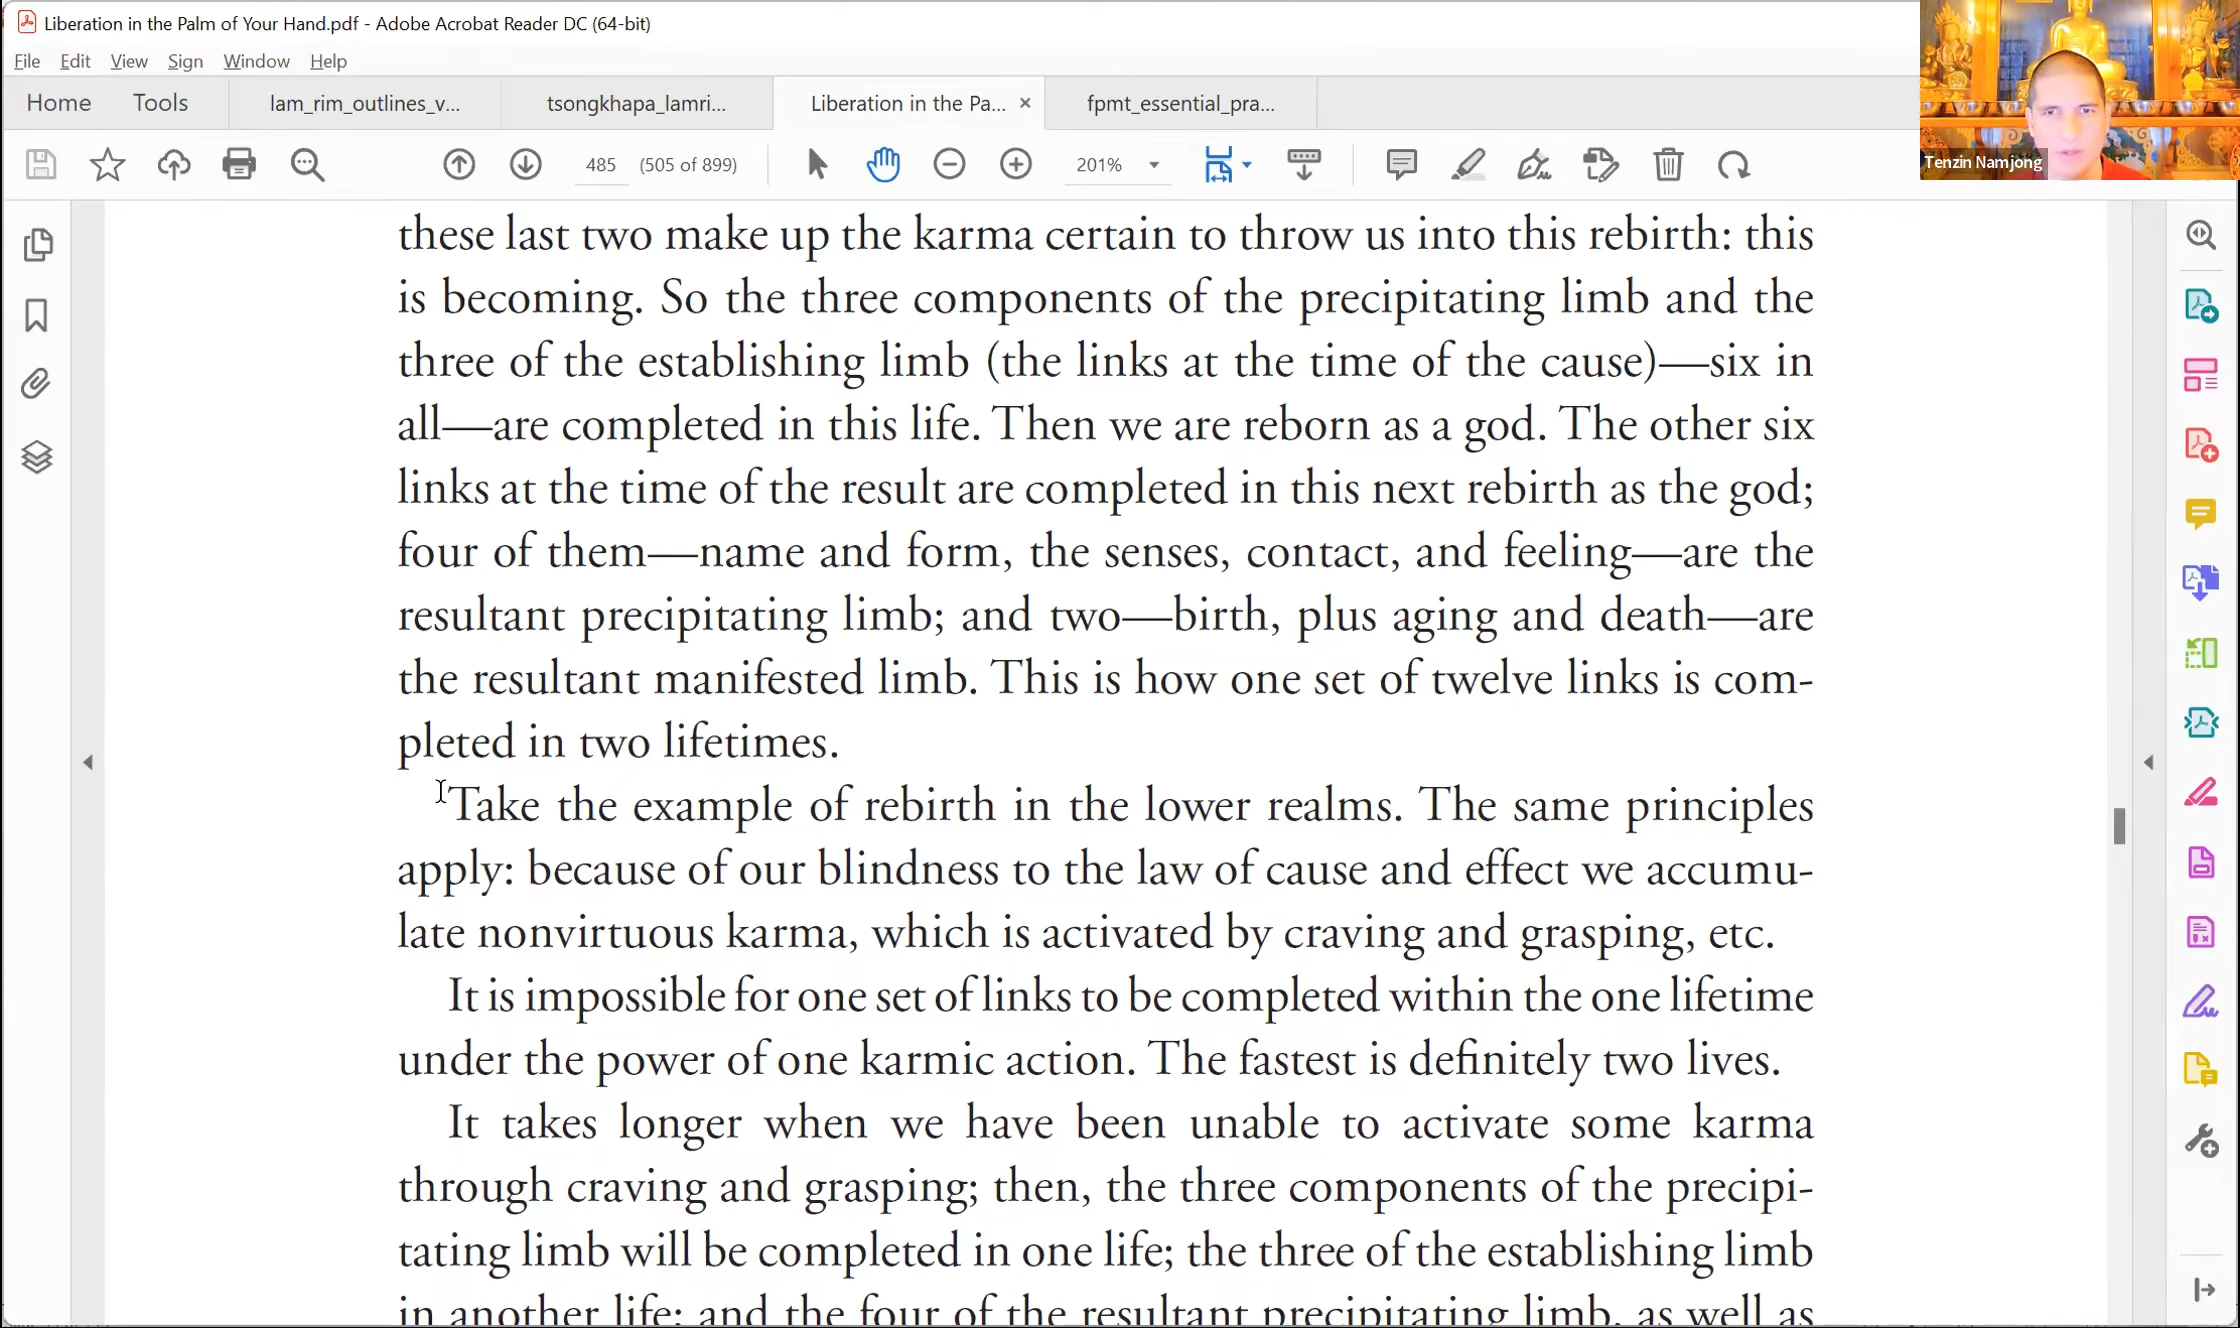 Liberation in the Palm of Your Hand.pdf - Adobe Acrobat Reader DC (64-bit)
File Edit View Sign Window Help
Home Tools lam_rim_outlines_v... tsongkhapa_lamri... Liberation in the Pa... × fpmt_essential_pra...
485 (505 of 899) 201%
Tenzin Namjong
these last two make up the karma certain to throw us into this rebirth: this
is becoming. So the three components of the precipitating limb and the
three of the establishing limb (the links at the time of the cause)—six in
all—are completed in this life. Then we are reborn as a god. The other six
links at the time of the result are completed in this next rebirth as the god;
four of them—name and form, the senses, contact, and feeling—are the
resultant precipitating limb; and two—birth, plus aging and death—are
the resultant manifested limb. This is how one set of twelve links is com-
pleted in two lifetimes.
Take the example of rebirth in the lower realms. The same principles
apply: because of our blindness to the law of cause and effect we accumu-
late nonvirtuous karma, which is activated by craving and grasping, etc.
It is impossible for one set of links to be completed within the one lifetime
under the power of one karmic action. The fastest is definitely two lives.
It takes longer when we have been unable to activate some karma
through craving and grasping; then, the three components of the precipi-
tating limb will be completed in one life; the three of the establishing limb
in another life; and the four of the resultant precipitating limb, as well as